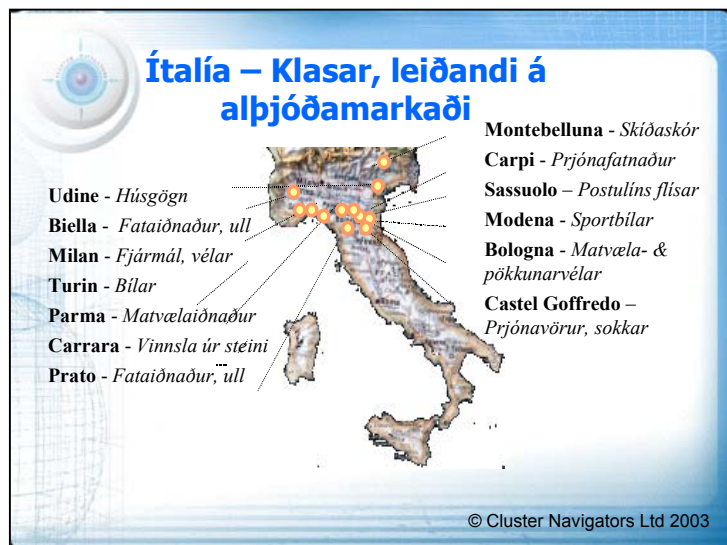 Ítalía – Klasar, leiðandi á
alþjóðamarkaði
Udine - Húsgögn
Biella - Fataiðnaður, ull
Milan - Fjármál, vélar
Turin - Bílar
Parma - Matvælaiðnaður
Carrara - Vinnsla úr steini
Prato - Fataiðnaður, ull
Montebelluna - Skíðaskór
Carpi - Prjónafatnaður
Sassuolo – Postulíns flísar
Modena - Sportbílar
Bologna - Matvæla- &
pökkunarvélar
Castel Goffredo –
Prjónavörur, sokkar
© Cluster Navigators Ltd 2003